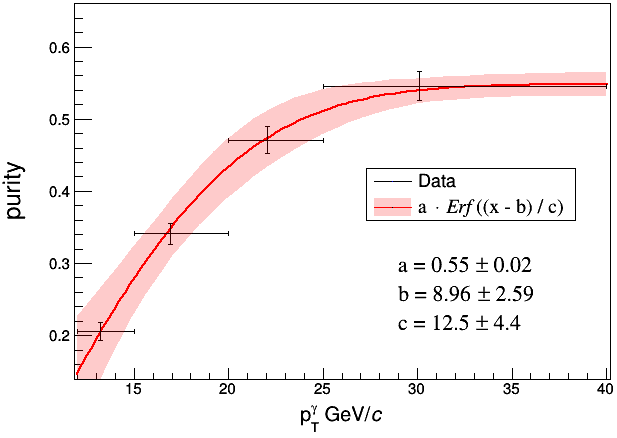 purity
0.6
0.5
0.4
0.3
0.2
Data
a · Erf ((x - b) / c)
a = 0.55 ± 0.02
b = 8.96 ± 2.59
c = 12.5 ± 4.4
15 20 25 30 35 40
p_T^γ GeV/c